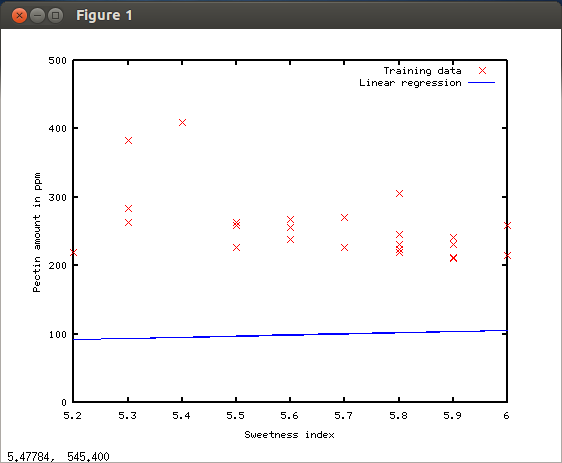 Figure 1
500
Training data
Linear regression
400
300
200
100
0
Pectin amount in ppm
5.2 5.3 5.4 5.5 5.6 5.7 5.8 5.9 6
Sweetness index
5.47784, 545.400